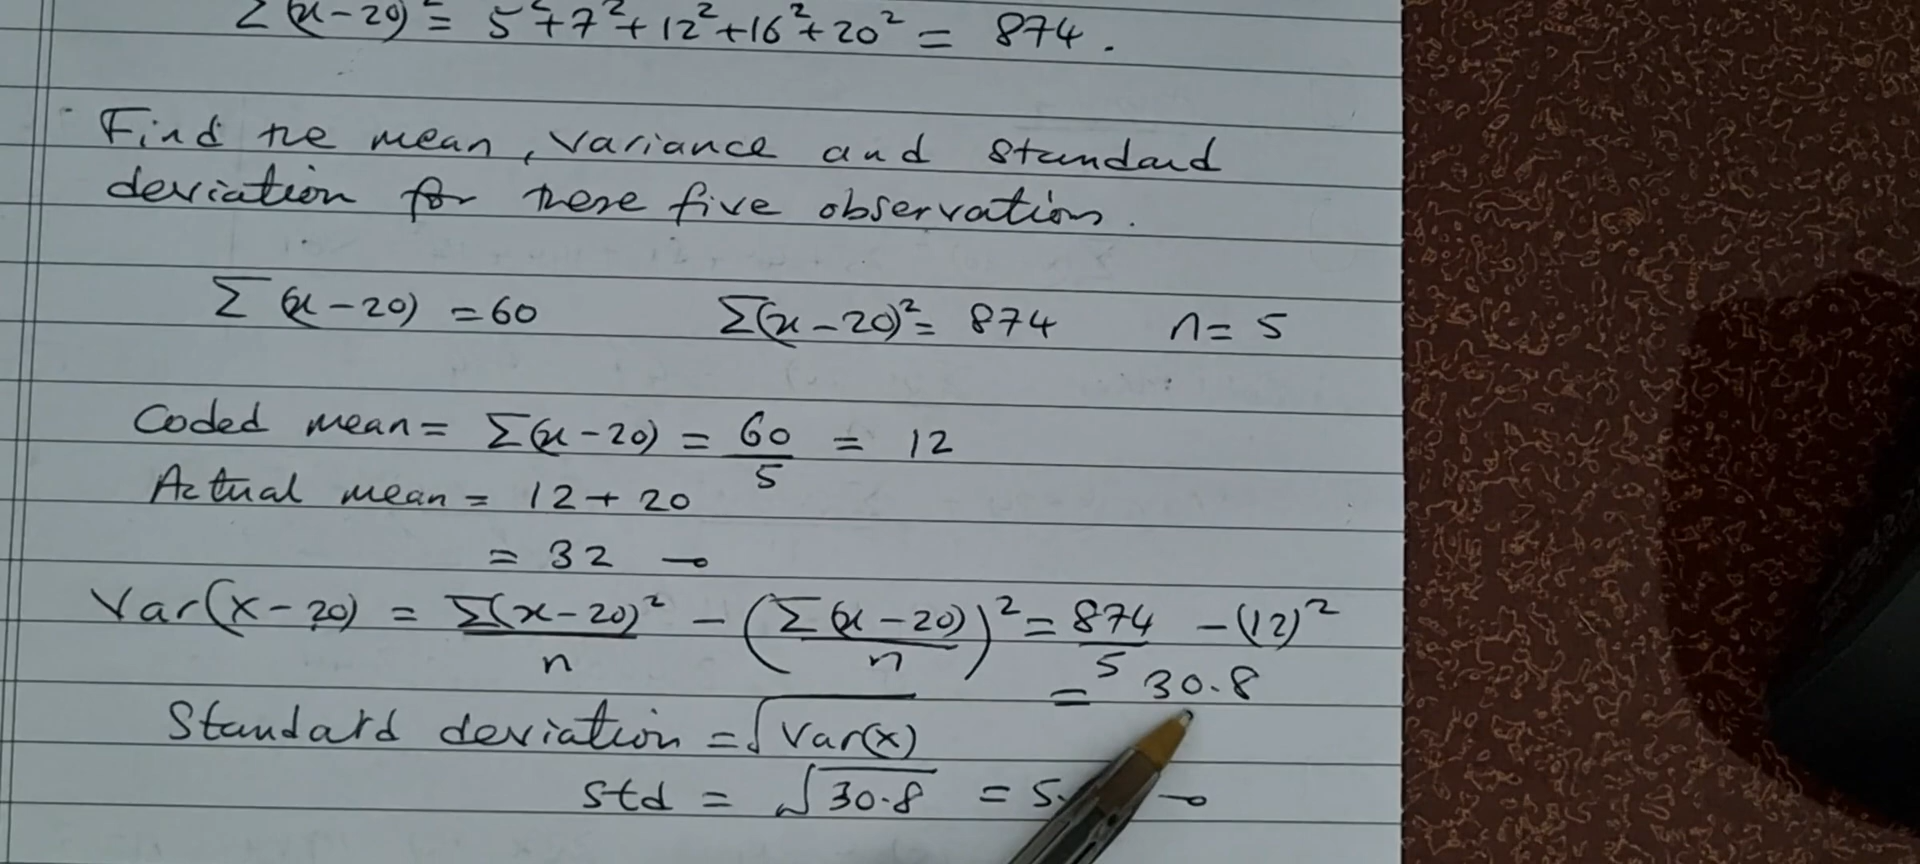 Σ(x-20)² = 5²+7²+12²+16²+20² = 874.
Find the mean, variance and standard
deviation for these five observations.
Σ(x-20) = 60 Σ(x-20)² = 874 n = 5
Coded mean = Σ(x-20) = 60/5 = 12
Actual mean = 12 + 20
= 32
Var(X-20) = Σ(x-20)²/n - (Σ(x-20)/n)² = 874/5 - (12)²
= 30.8
Standard deviation = √Var(X)
std = √30.8 = 5.